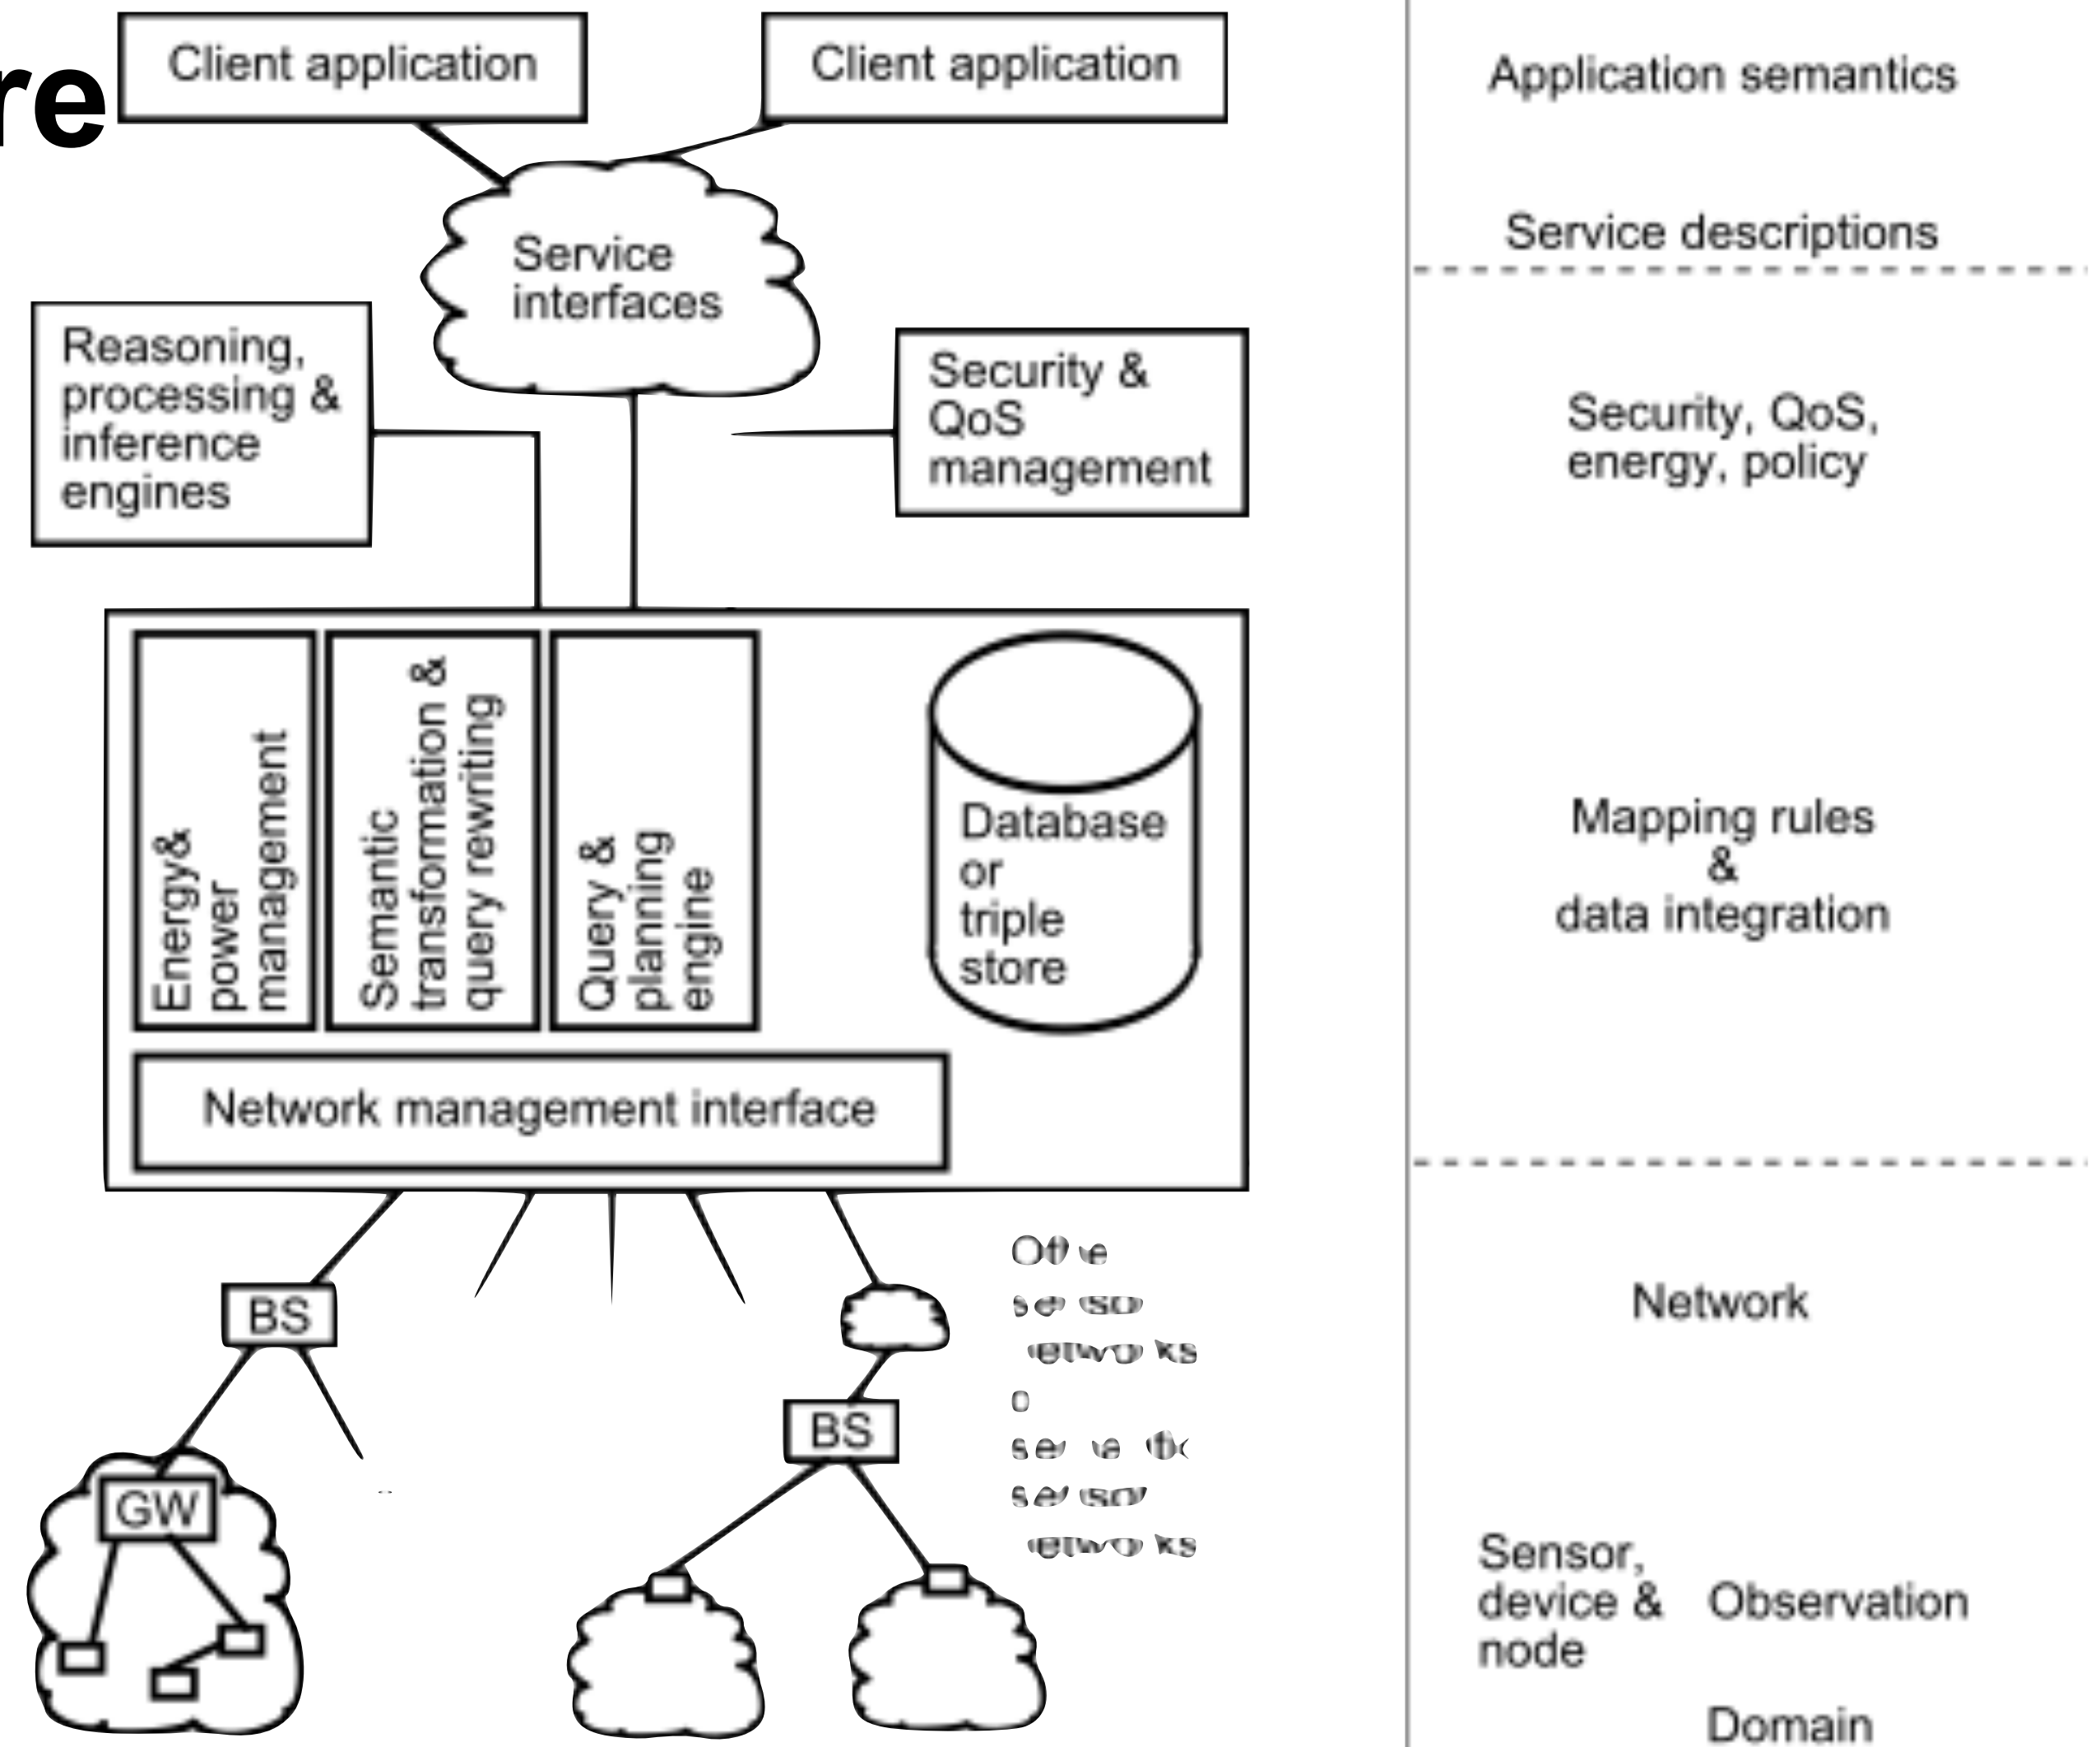 re
Client application
Client application
Application semantics
Service
interfaces
Service descriptions
Reasoning,
processing &
inference
engines
Security &
QoS
management
Security, QoS,
energy, policy
Energy&
power
management
Semantic
transformation &
query rewriting
Query &
planning
engine
Database
or
triple
store
Mapping rules
&
data integration
Network management interface
BS
Network
BS
GW
Sensor,
device &
node
Observation
Domain